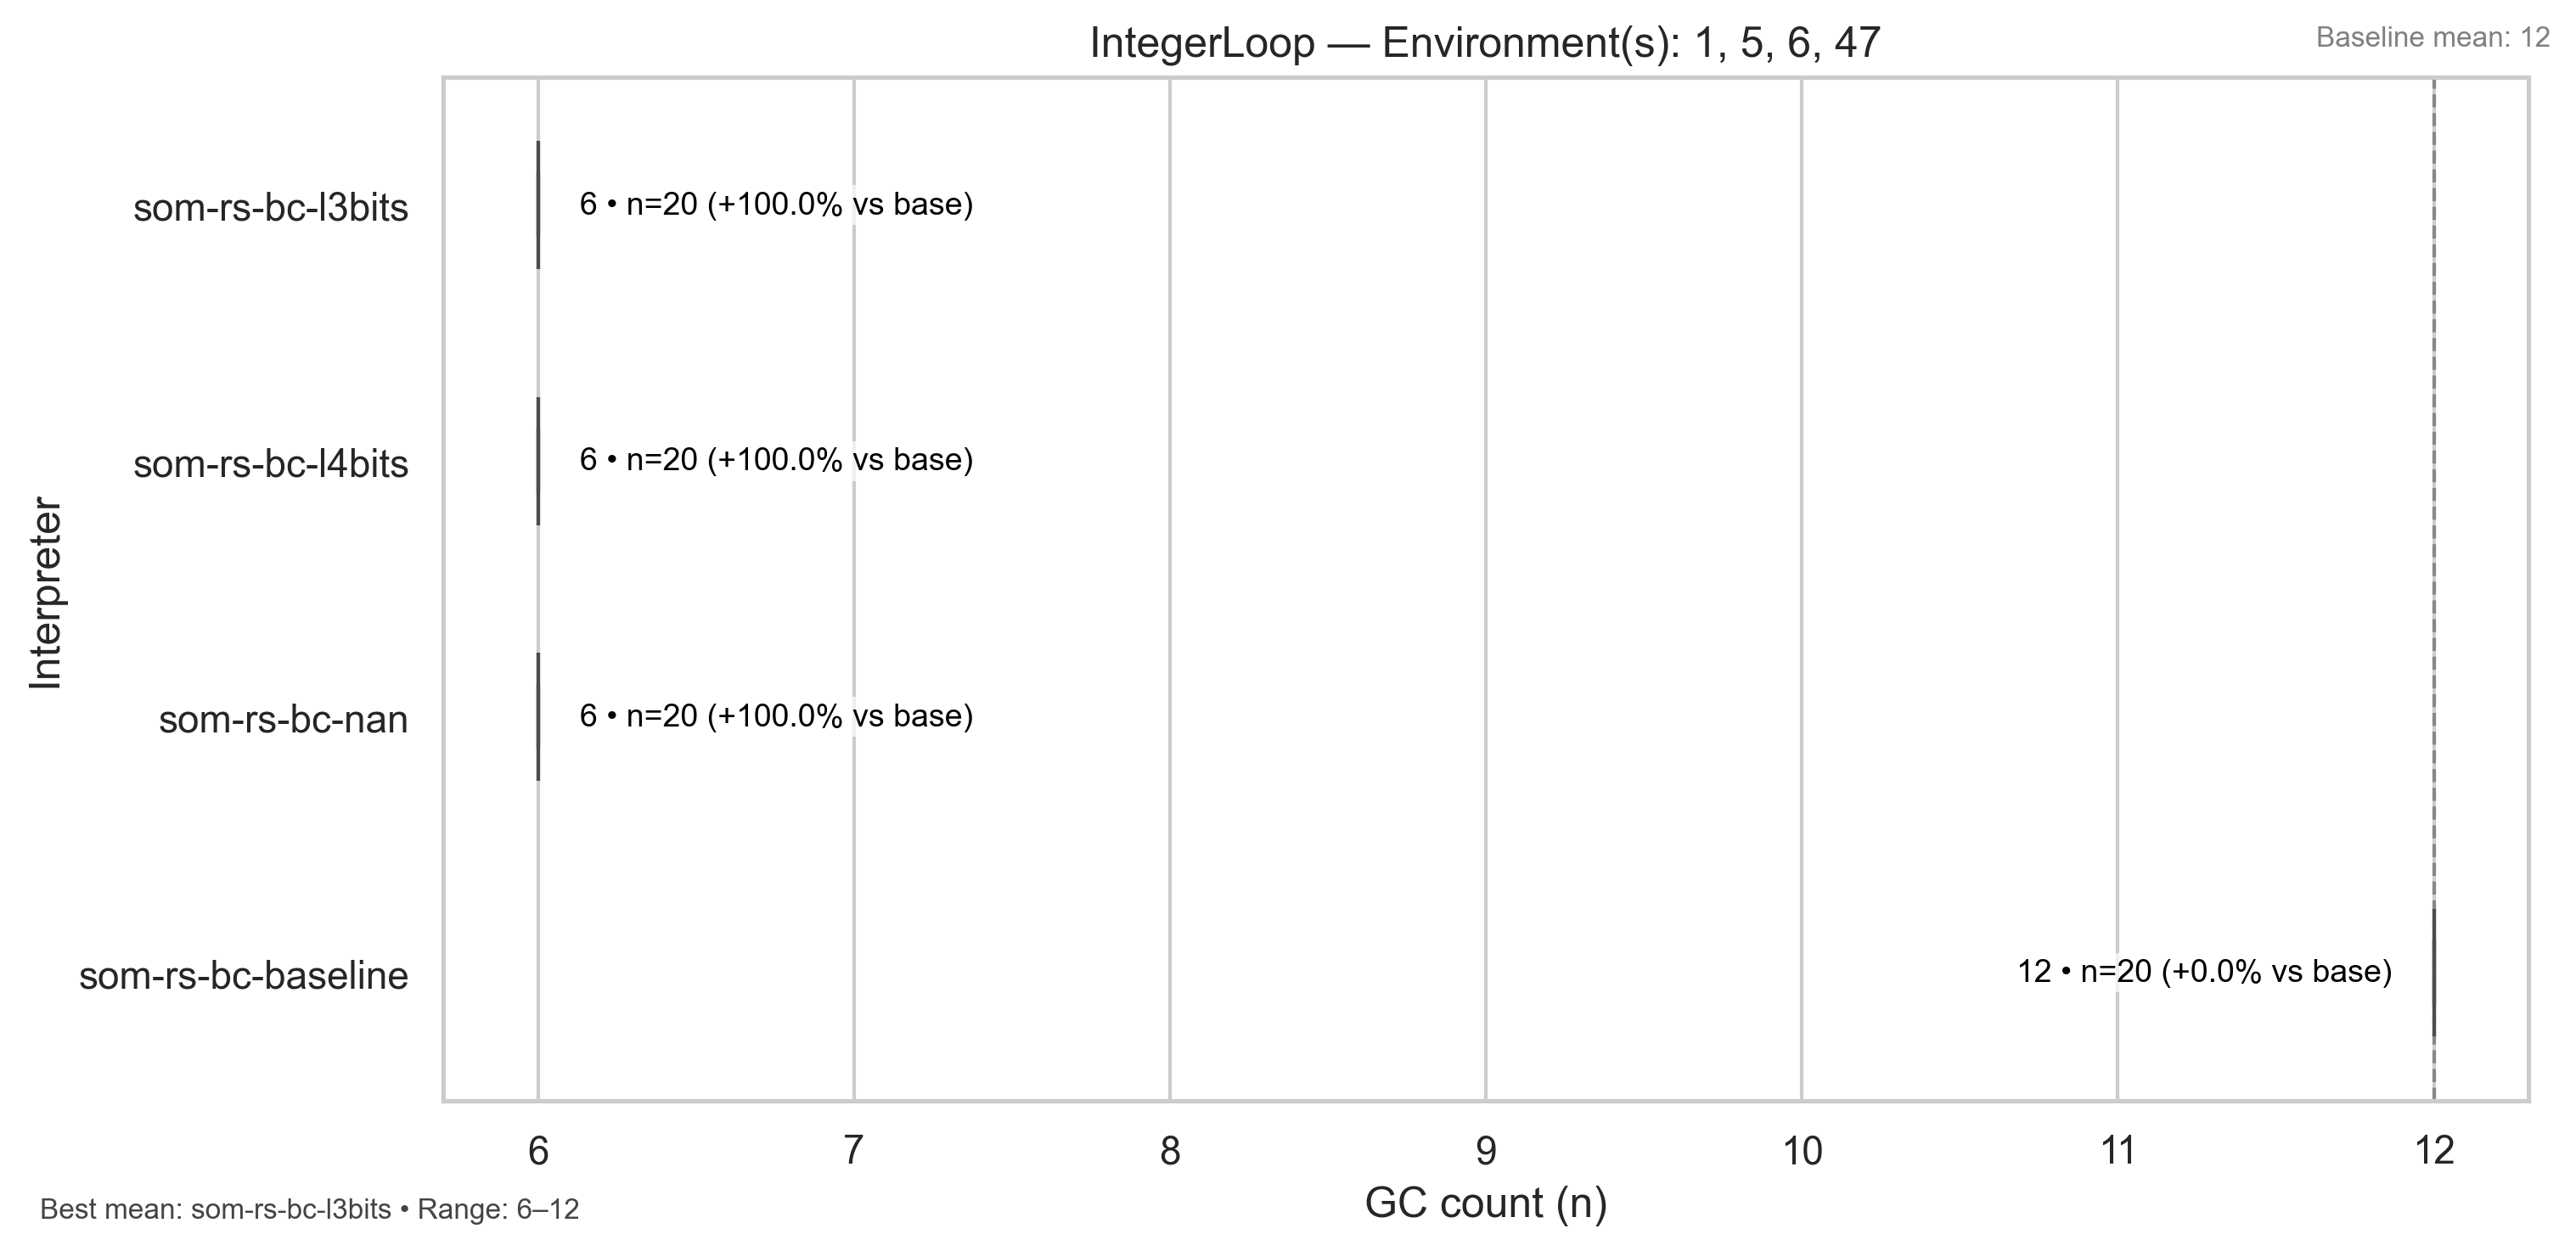 IntegerLoop — Environment(s): 1, 5, 6, 47
Baseline mean: 12
Interpreter
som-rs-bc-l3bits
6 • n=20 (+100.0% vs base)
som-rs-bc-l4bits
6 • n=20 (+100.0% vs base)
som-rs-bc-nan
6 • n=20 (+100.0% vs base)
som-rs-bc-baseline
12 • n=20 (+0.0% vs base)
6 7 8 9 10 11 12
GC count (n)
Best mean: som-rs-bc-l3bits • Range: 6–12